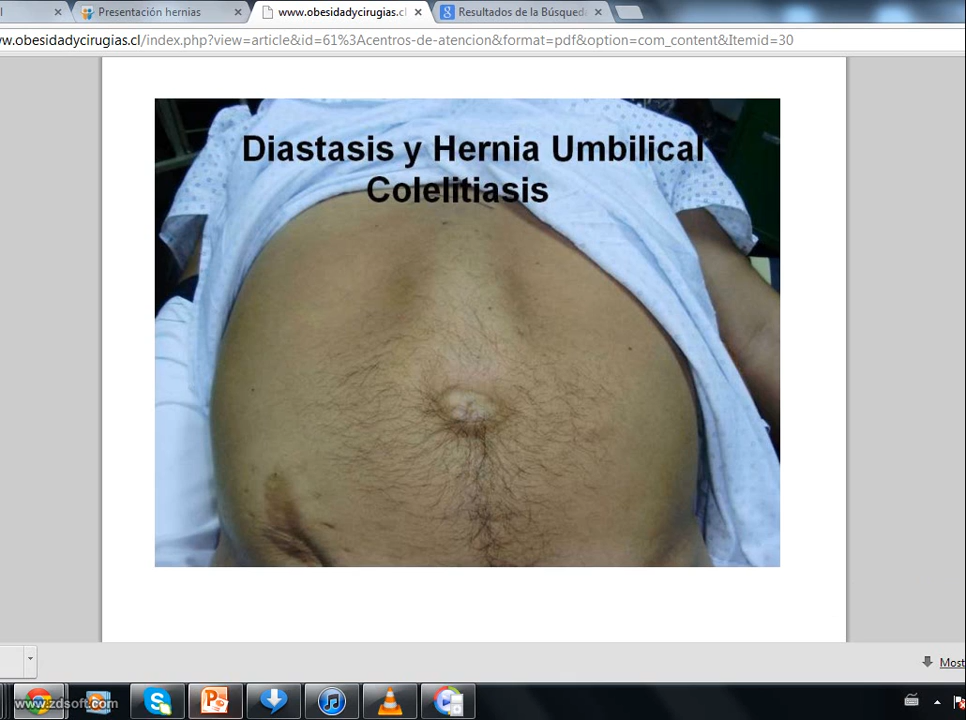 Presentación hernias
www.obesidadycirugias.cl
Resultados de la Búsqued
w.obesidadycirugias.cl/index.php?view=article&id=61%3Acentros-de-atencion&format=pdf&option=com_content&Itemid=30
Diastasis y Hernia Umbilical
Colelitiasis
Most
www.zdsoft.com